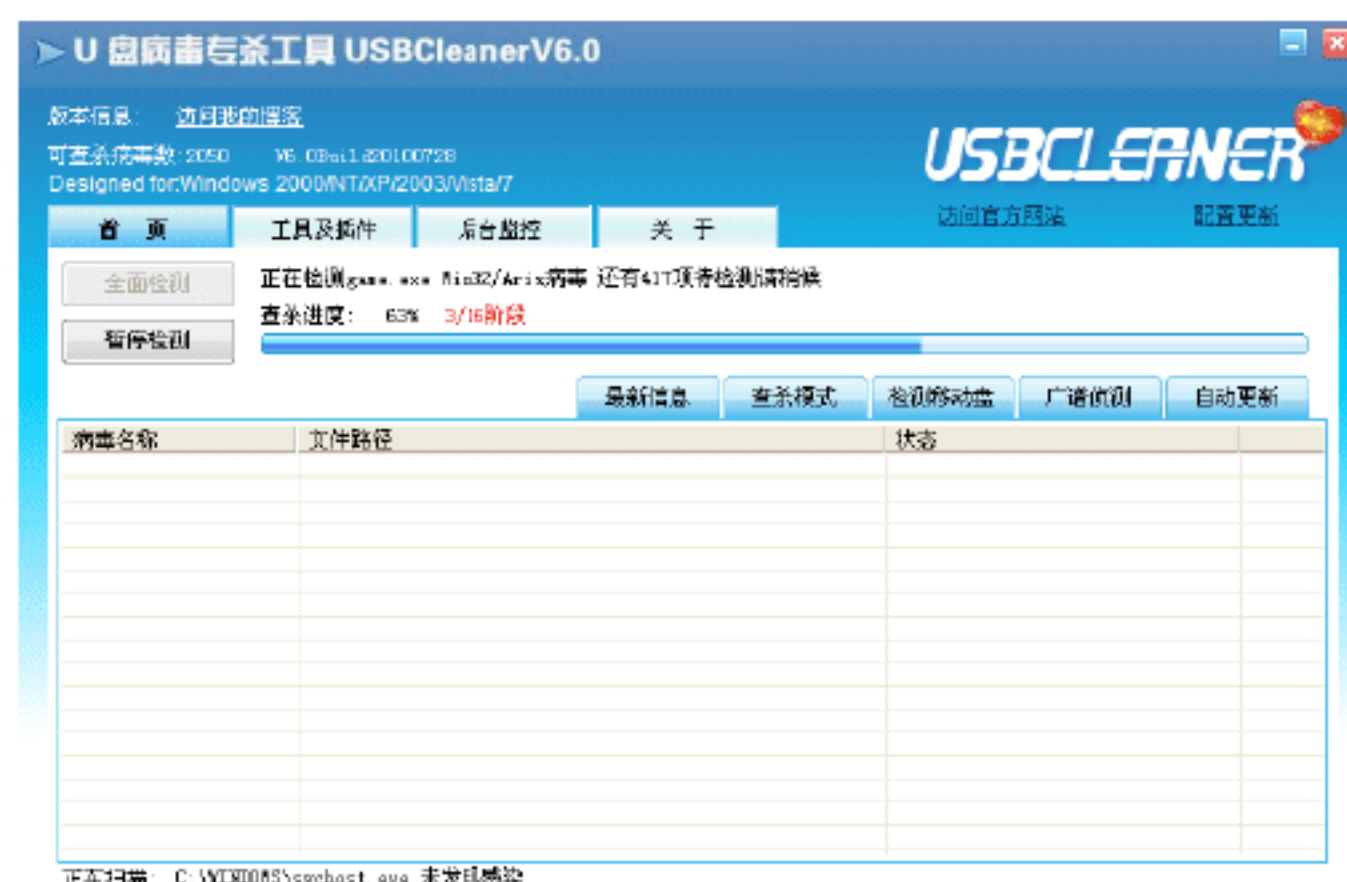 U 盘病毒专杀工具 USBCleanerV6.0
版本信息: 访问我的博客
可查杀病毒数:2050 V6.0Build20100728
Designed for:Windows 2000/NT/XP/2003/Vista/7
USBCLEANER
访问官方网站 配置更新
首 页 工具及插件 后台监控 关 于
全面检测 正在检测game.exe Win32/Arix病毒 还有417项待检测请稍候
查杀进度: 63% 3/16阶段
暂停检测
最新信息 查杀模式 检测移动盘 广谱侦测 自动更新
病毒名称 文件路径 状态
正在扫描: C:\WINDOWS\svchost.exe 未发现感染